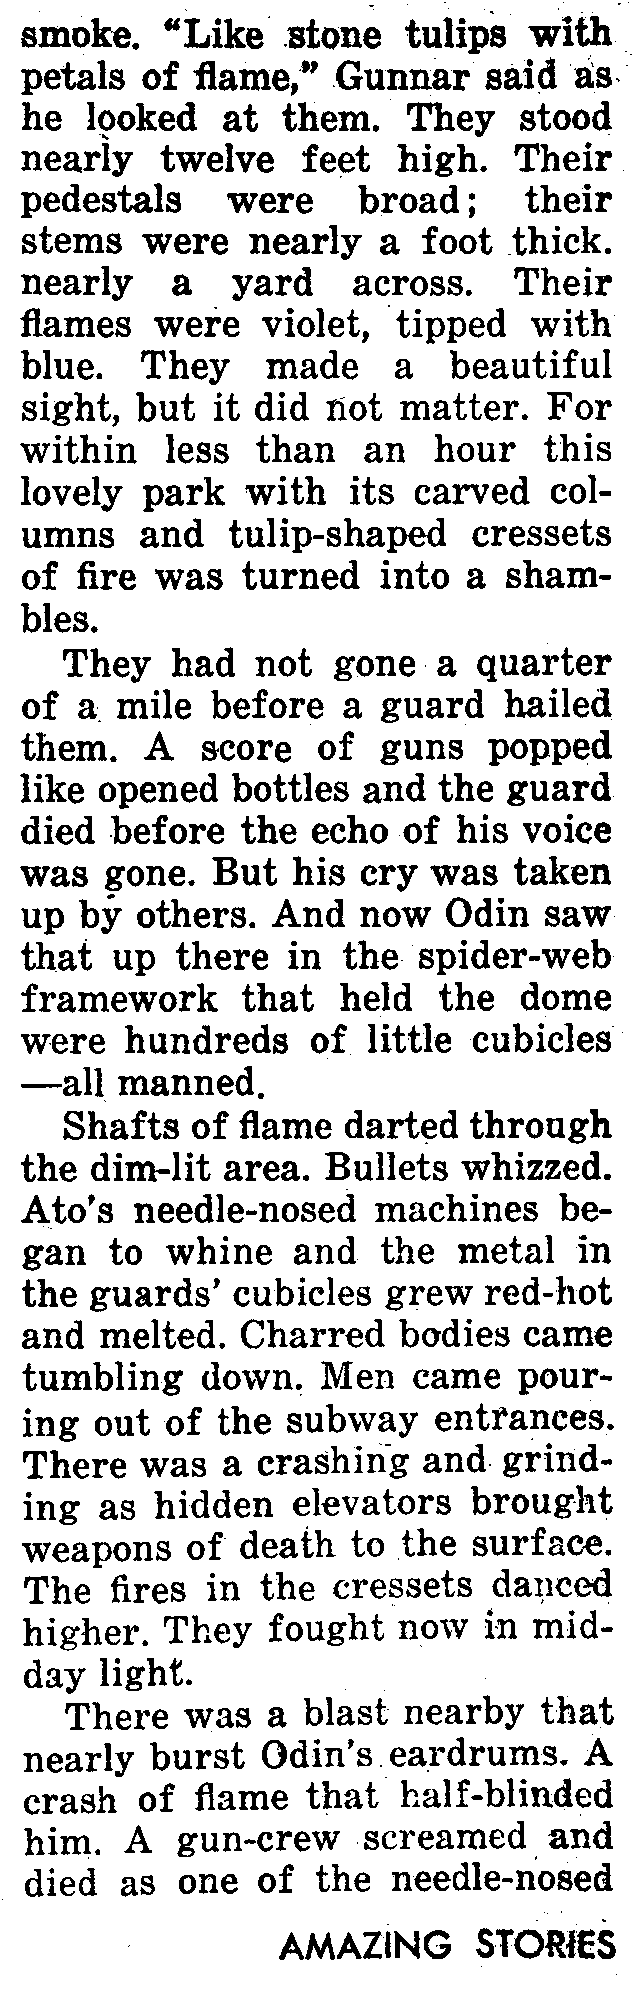 smoke. “Like stone tulips with
petals of flame,” Gunnar said as
he looked at them. They stood
nearly twelve feet high. Their
pedestals were broad; their
stems were nearly a foot thick.
nearly a yard across. Their
flames were violet, tipped with
blue. They made a beautiful
sight, but it did not matter. For
within less than an hour this
lovely park with its carved col-
umns and tulip-shaped cressets
of fire was turned into a sham-
bles.
They had not gone a quarter
of a mile before a guard hailed
them. A score of guns popped
like opened bottles and the guard
died before the echo of his voice
was gone. But his cry was taken
up by others. And now Odin saw
that up there in the spider-web
framework that held the dome
were hundreds of little cubicles
—all manned.
Shafts of flame darted through
the dim-lit area. Bullets whizzed.
Ato’s needle-nosed machines be-
gan to whine and the metal in
the guards’ cubicles grew red-hot
and melted. Charred bodies came
tumbling down. Men came pour-
ing out of the subway entrances.
There was a crashing and grind-
ing as hidden elevators brought
weapons of death to the surface.
The fires in the cressets danced
higher. They fought now in mid-
day light.
There was a blast nearby that
nearly burst Odin’s eardrums. A
crash of flame that half-blinded
him. A gun-crew screamed and
died as one of the needle-nosed
AMAZING STORIES